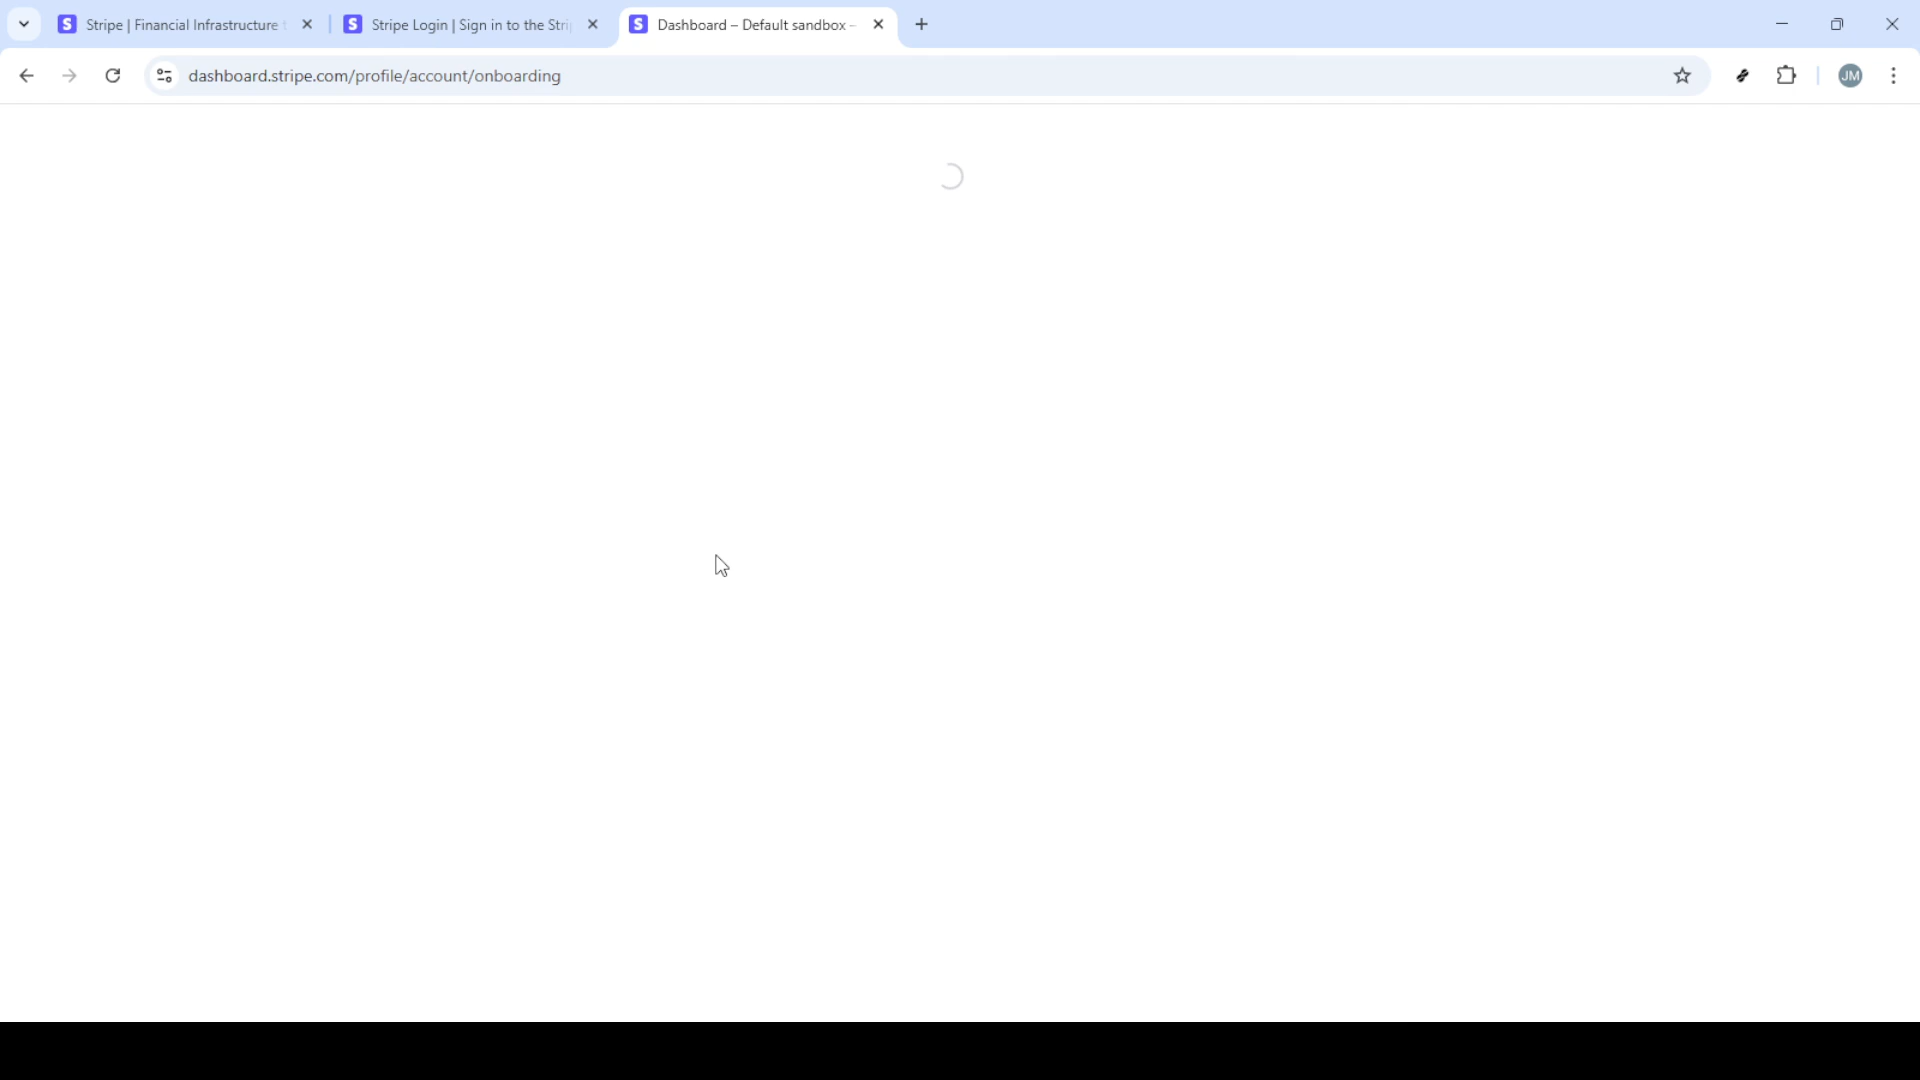 S Stripe | Financial Infrastructure t
S Stripe Login | Sign in to the Stri
S Dashboard – Default sandbox –
dashboard.stripe.com/profile/account/onboarding
JM